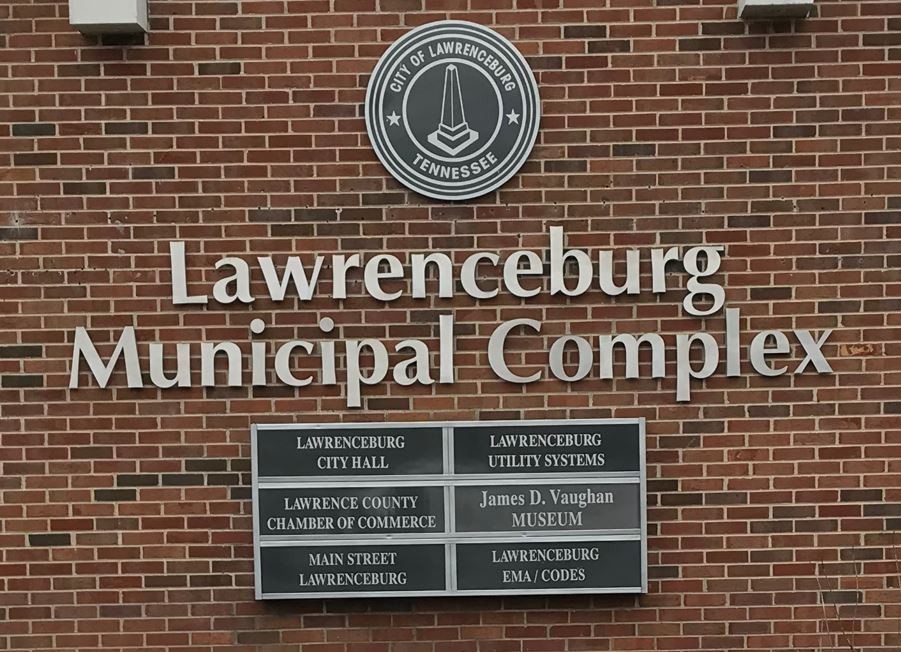 CITY OF LAWRENCEBURG
TENNESSEE
Lawrenceburg
Municipal Complex
LAWRENCEBURG
CITY HALL
LAWRENCEBURG
UTILITY SYSTEMS
LAWRENCE COUNTY
CHAMBER OF COMMERCE
James D. Vaughan
MUSEUM
MAIN STREET
LAWRENCEBURG
LAWRENCEBURG
EMA / CODES